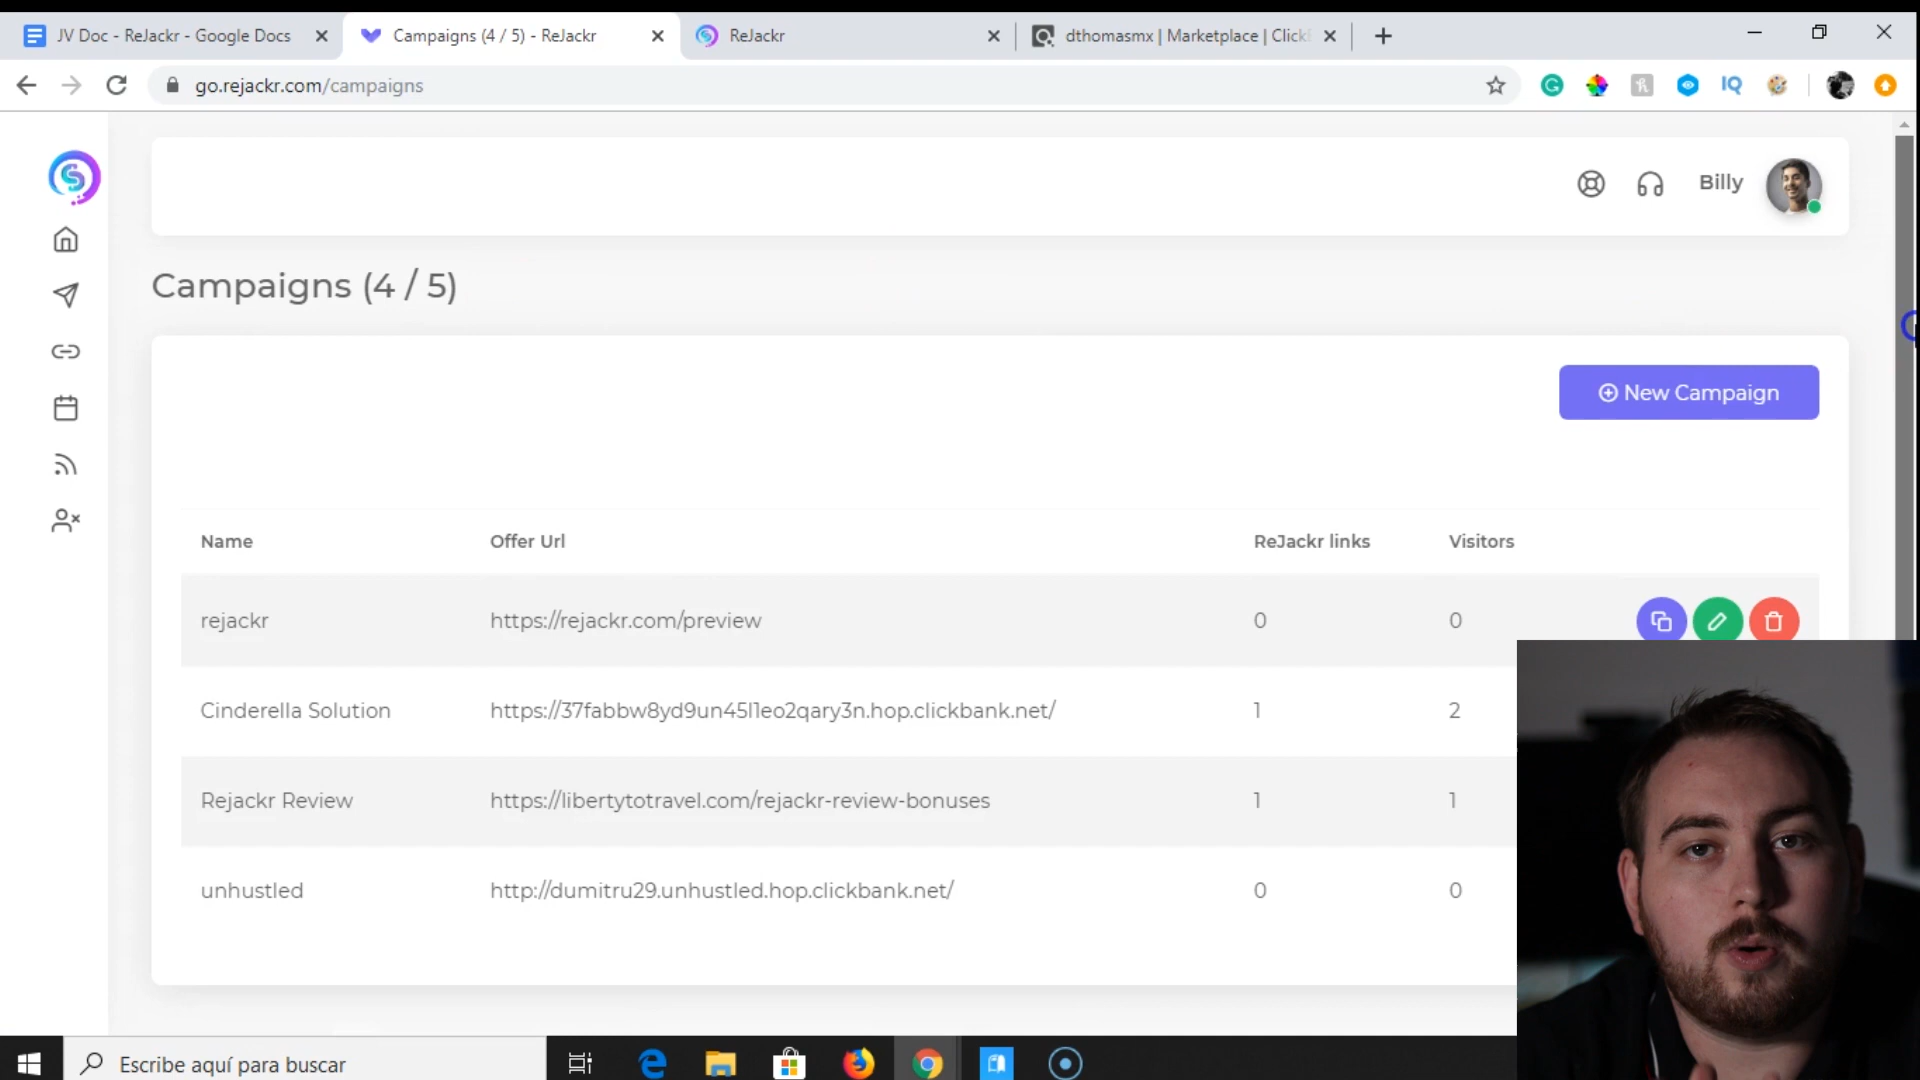 JV Doc - ReJackr - Google Docs
Campaigns (4 / 5) - ReJackr
ReJackr
dthomasmx | Marketplace | Click
go.rejackr.com/campaigns
IQ
Billy
Campaigns (4 / 5)
New Campaign
Name Offer Url ReJackr links Visitors
rejackr https://rejackr.com/preview 0 0
Cinderella Solution https://37fabbw8yd9un45l1eo2qary3n.hop.clickbank.net/ 1 2
Rejackr Review https://libertytotravel.com/rejackr-review-bonuses 1 1
unhustled http://dumitru29.unhustled.hop.clickbank.net/ 0 0
Escribe aquí para buscar